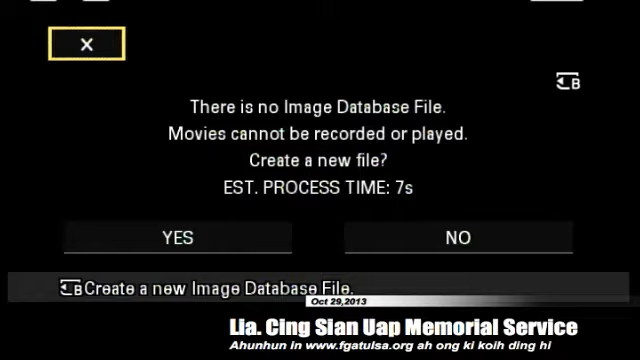 X
B
There is no Image Database File.
Movies cannot be recorded or played.
Create a new file?
EST. PROCESS TIME: 7s
YES
NO
B Create a new Image Database File.
Oct 29,2013
Lia. Cing Sian Uap Memorial Service
Ahunhun in www.fgatulsa.org ah ong ki koih ding hi